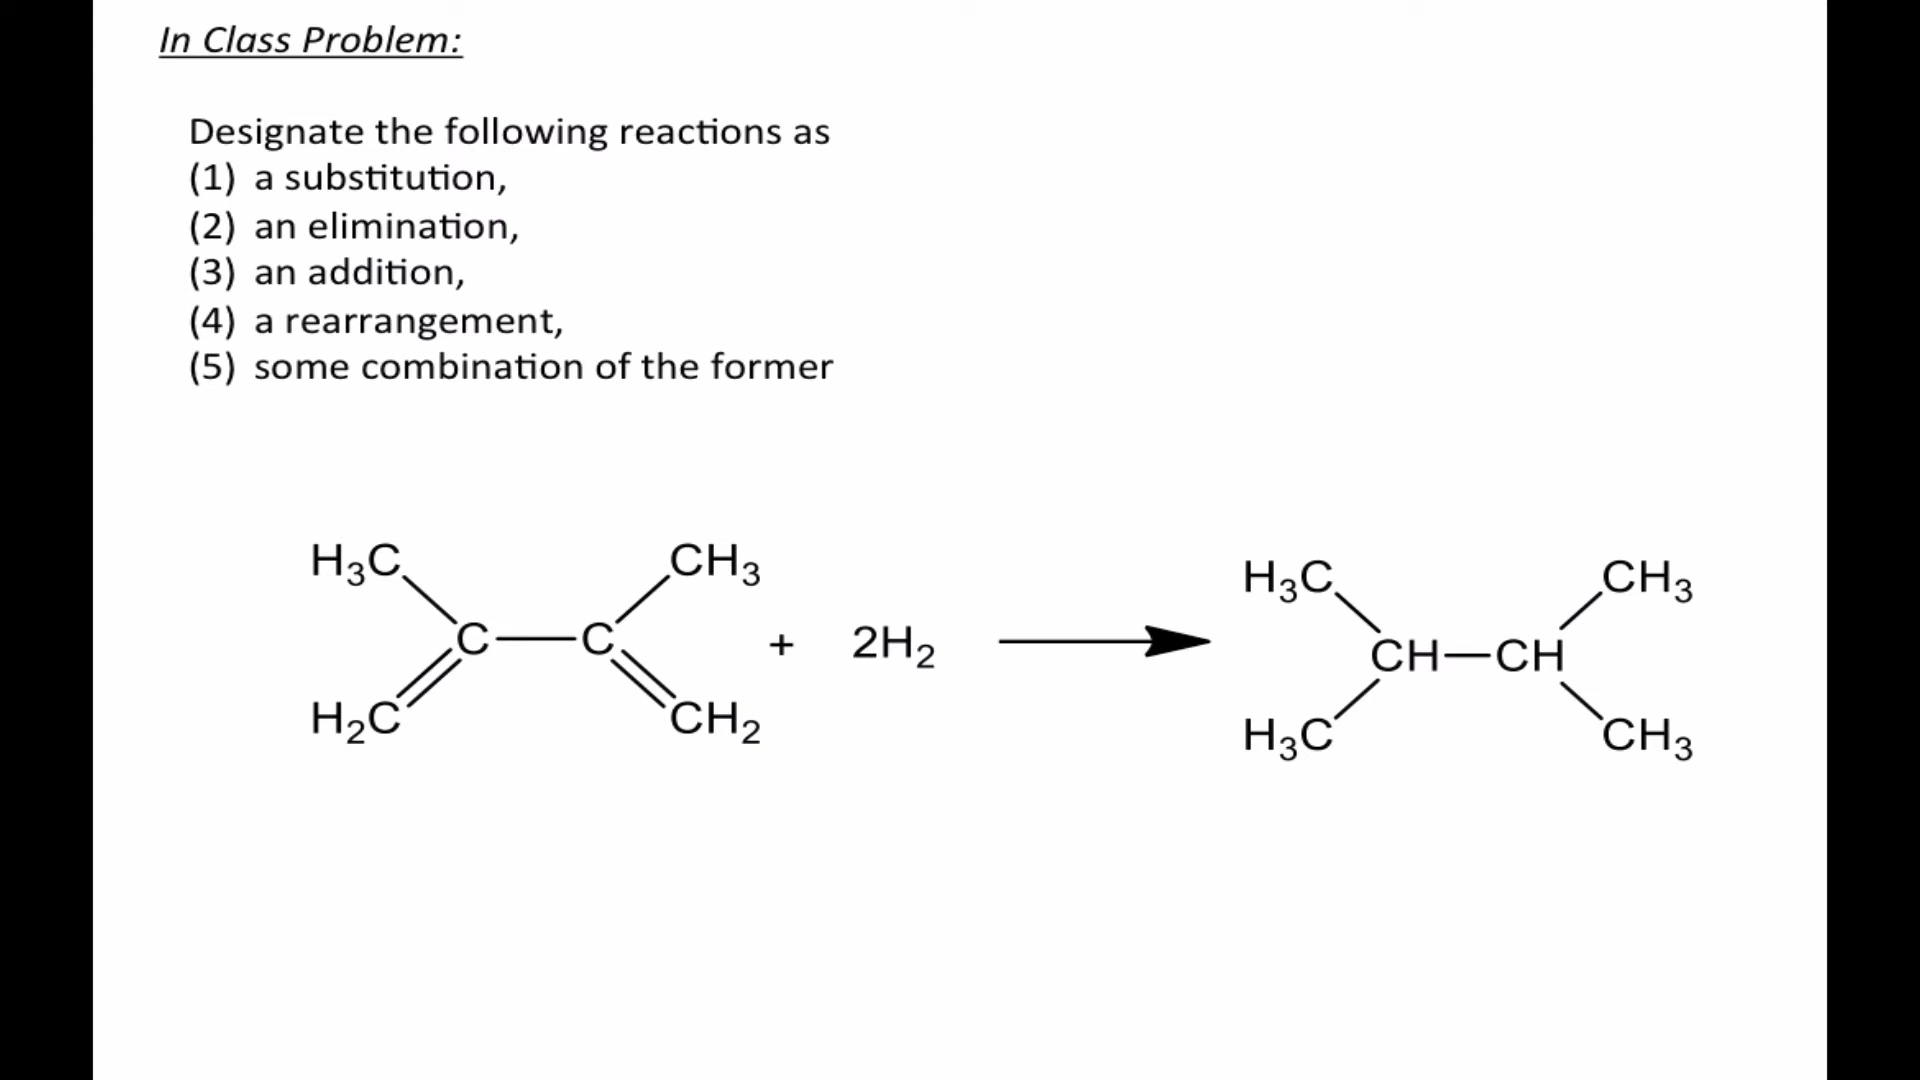 In Class Problem:
Designate the following reactions as
(1) a substitution,
(2) an elimination,
(3) an addition,
(4) a rearrangement,
(5) some combination of the former
H3C CH3 H3C CH3
C C + 2H2 CH CH
H2C CH2 H3C CH3